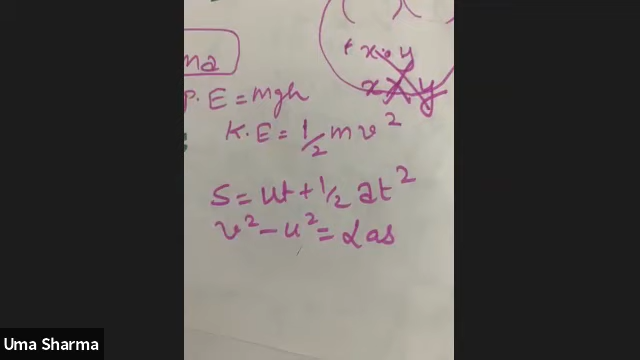 ma
x·y
x x y
P.E = mgh
K.E = 1/2 mv²
S = ut + 1/2 at²
v² - u² = 2as
Uma Sharma